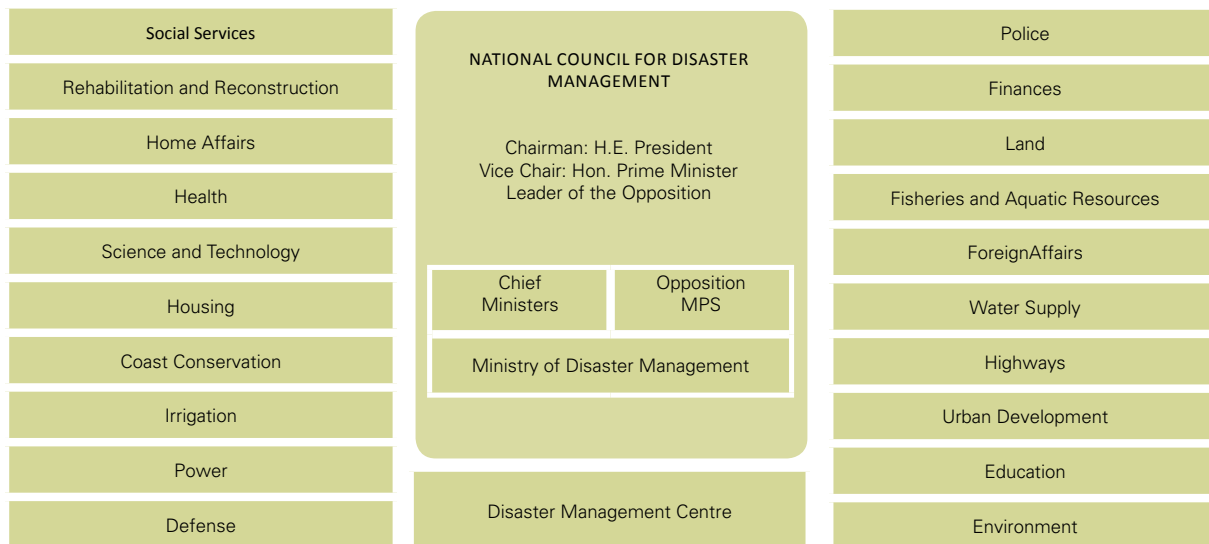 Social Services
Rehabilitation and Reconstruction
Home Affairs
Health
Science and Technology
Housing
Coast Conservation
Irrigation
Power
Defense
NATIONAL COUNCIL FOR DISASTER
MANAGEMENT
Chairman: H.E. President
Vice Chair: Hon. Prime Minister
Leader of the Opposition
Chief
Ministers
Opposition
MPS
Ministry of Disaster Management
Disaster Management Centre
Police
Finances
Land
Fisheries and Aquatic Resources
ForeignAffairs
Water Supply
Highways
Urban Development
Education
Environment